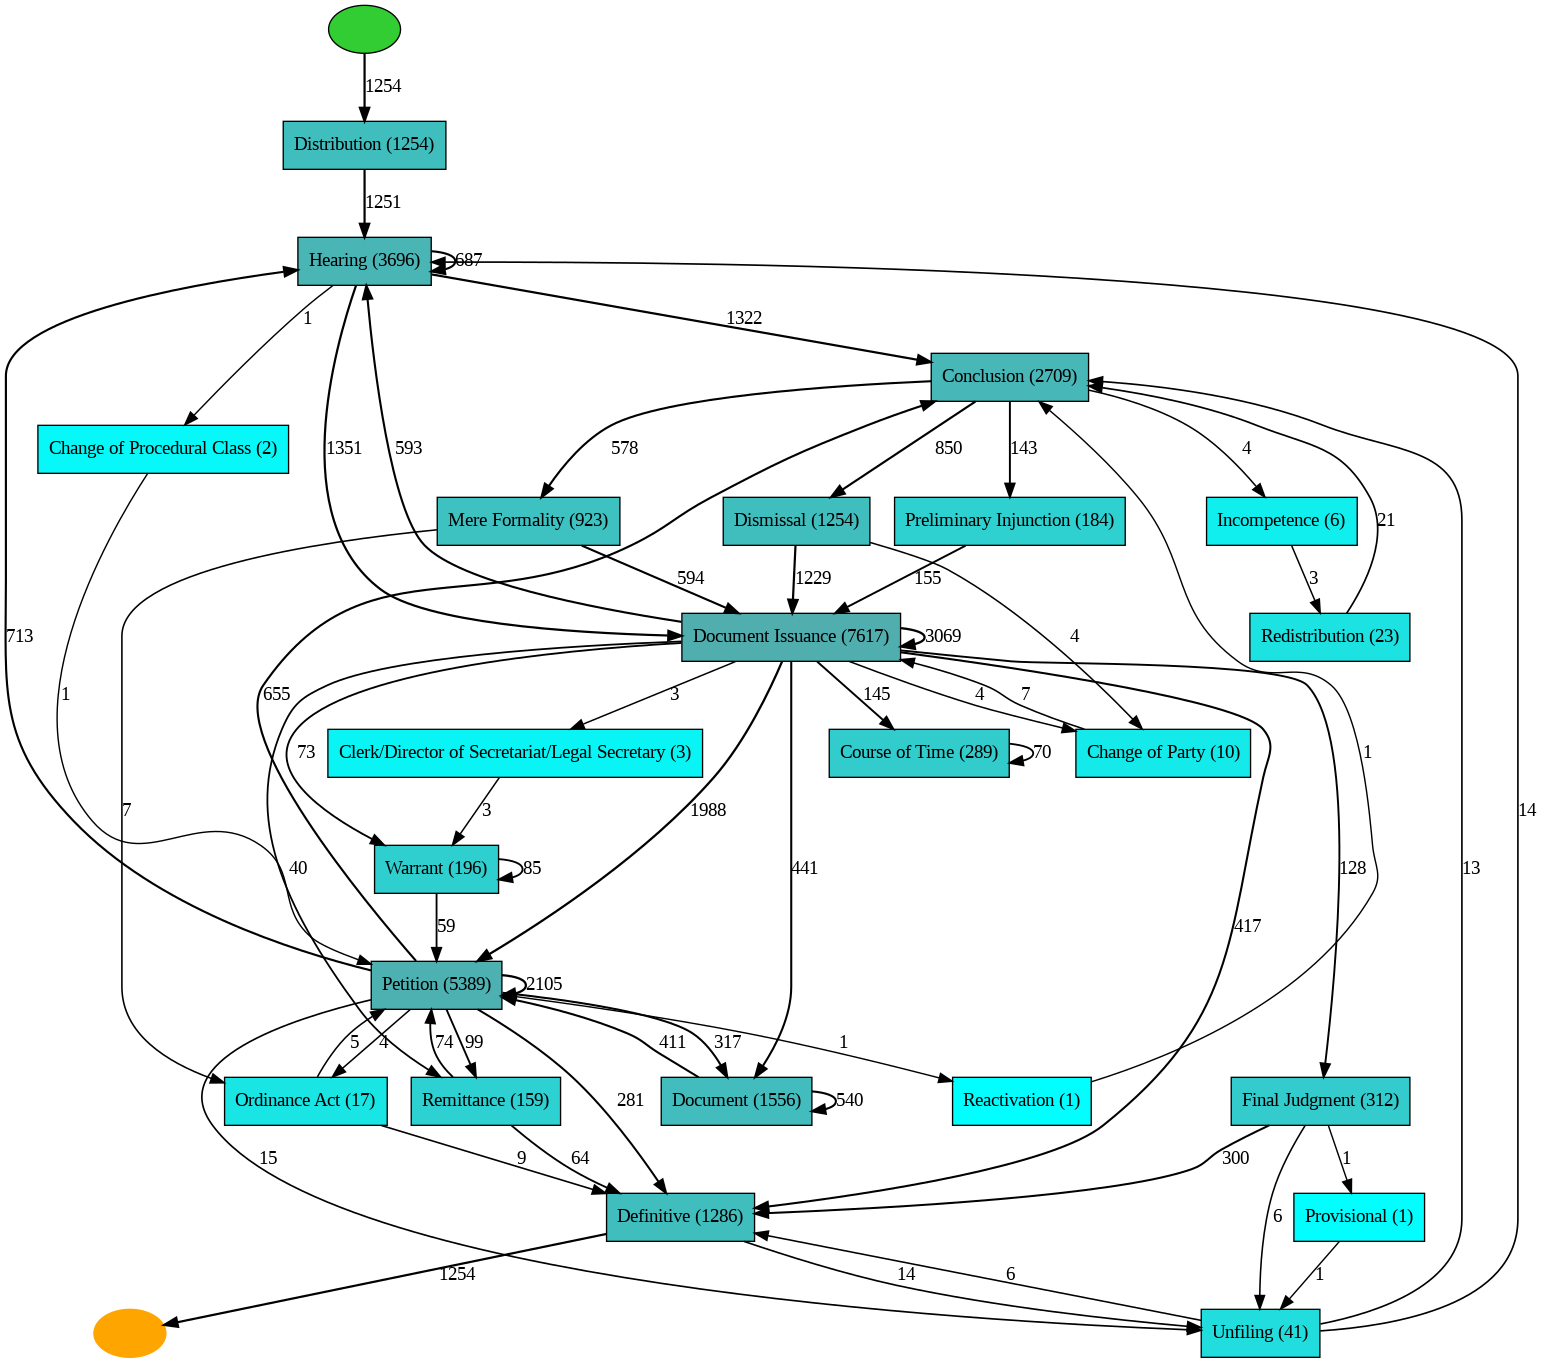 1254
Distribution (1254)
1251
Hearing (3696)
687
1
1322
Conclusion (2709)
Change of Procedural Class (2)
1351
593
578
850
143
4
Mere Formality (923)
Dismissal (1254)
Preliminary Injunction (184)
Incompetence (6)
21
594
1229
155
3
713
Document Issuance (7617)
3069
4
Redistribution (23)
1
655
3
145
4
7
73
Clerk/Director of Secretariat/Legal Secretary (3)
Course of Time (289)
70
Change of Party (10)
1
7
3
1988
14
40
Warrant (196)
85
441
128
13
59
417
Petition (5389)
2105
5
4
74
99
411
317
1
Ordinance Act (17)
Remittance (159)
281
Document (1556)
540
Reactivation (1)
Final Judgment (312)
15
9
64
300
1
Definitive (1286)
6
Provisional (1)
1254
14
6
1
Unfiling (41)